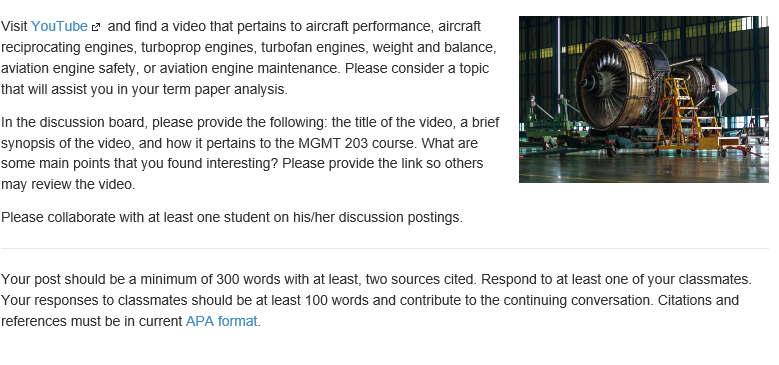 Visit YouTube and find a video that pertains to aircraft performance, aircraft
reciprocating engines, turboprop engines, turbofan engines, weight and balance,
aviation engine safety, or aviation engine maintenance. Please consider a topic
that will assist you in your term paper analysis.
In the discussion board, please provide the following: the title of the video, a brief
synopsis of the video, and how it pertains to the MGMT 203 course. What are
some main points that you found interesting? Please provide the link so others
may review the video.
Please collaborate with at least one student on his/her discussion postings.
Your post should be a minimum of 300 words with at least, two sources cited. Respond to at least one of your classmates.
Your responses to classmates should be at least 100 words and contribute to the continuing conversation. Citations and
references must be in current APA format.